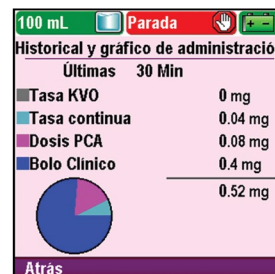 100 mL Parada
Historical y gráfico de administració
Últimas 30 Min
Tasa KVO 0 mg
Tasa continua 0.04 mg
Dosis PCA 0.08 mg
Bolo Clínico 0.4 mg
0.52 mg
Atrás